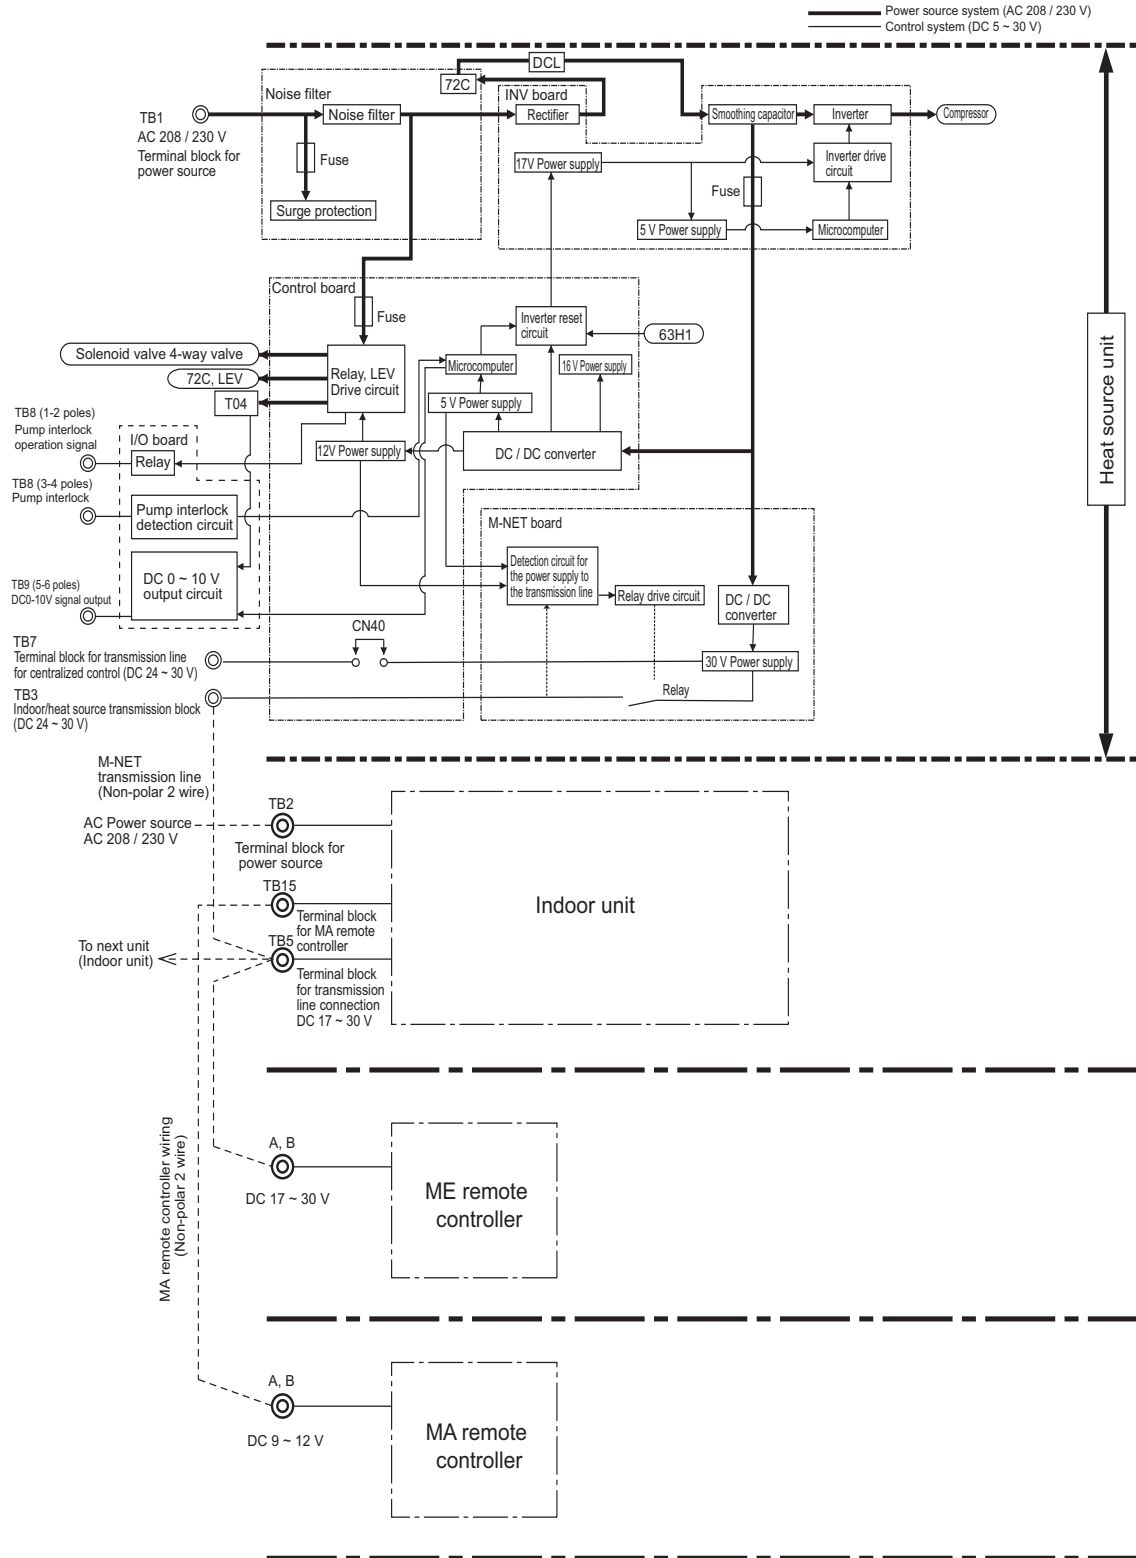 Power source system (AC 208 / 230 V)
Control system (DC 5 ~ 30 V)
DCL
72C
Noise filter
INV board
TB1
AC 208 / 230 V
Terminal block for
power source
Noise filter
Rectifier
Smoothing capacitor
Inverter
Compressor
Fuse
Surge protection
17V Power supply
Inverter drive
circuit
Fuse
5 V Power supply
Microcomputer
Control board
Fuse
Inverter reset
circuit
63H1
Heat source unit
Solenoid valve 4-way valve
72C, LEV
T04
Relay, LEV
Drive circuit
Microcomputer
16 V Power supply
5 V Power supply
12V Power supply
DC / DC converter
TB8 (1-2 poles)
Pump interlock
operation signal
I/O board
Relay
TB8 (3-4 poles)
Pump interlock
Pump interlock
detection circuit
M-NET board
TB9 (5-6 poles)
DC0-10V signal output
DC 0 ~ 10 V
output circuit
Detection circuit for
the power supply to
the transmission line
Relay drive circuit
DC / DC
converter
CN40
TB7
Terminal block for transmission line
for centralized control (DC 24 ~ 30 V)
30 V Power supply
TB3
Indoor/heat source transmission block
(DC 24 ~ 30 V)
Relay
M-NET
transmission line
(Non-polar 2 wire)
AC Power source
AC 208 / 230 V
TB2
Terminal block for
power source
TB15
Terminal block
for MA remote
controller
Indoor unit
To next unit
(Indoor unit)
TB5
Terminal block
for transmission
line connection
DC 17 ~ 30 V
MA remote controller wiring
(Non-polar 2 wire)
A, B
DC 17 ~ 30 V
ME remote
controller
A, B
DC 9 ~ 12 V
MA remote
controller